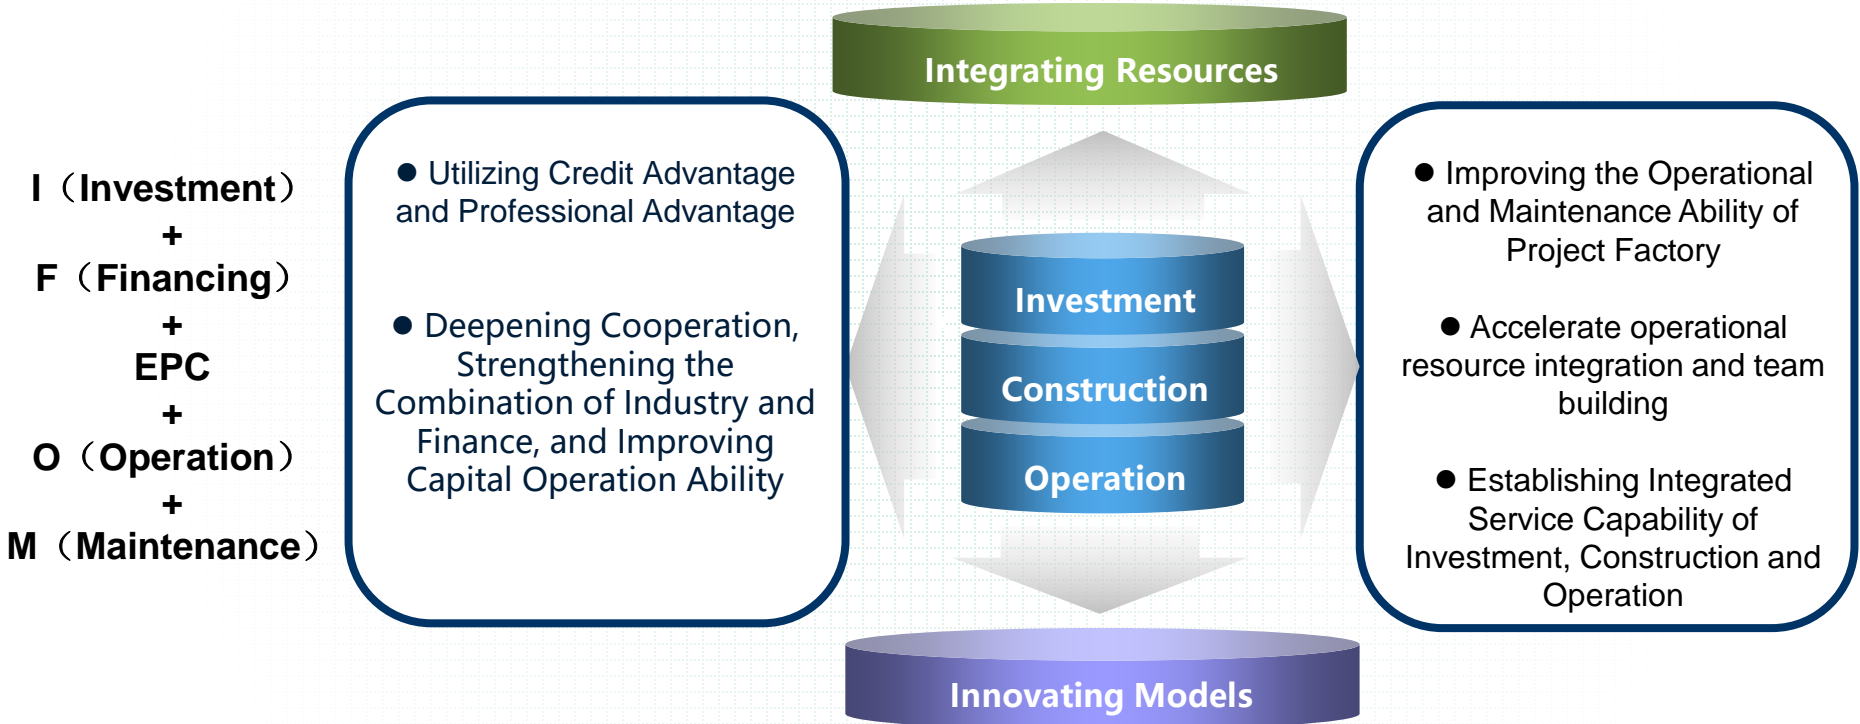 Integrating Resources
I（Investment）
+
F（Financing）
+
EPC
+
O（Operation）
+
M（Maintenance）
● Utilizing Credit Advantage
and Professional Advantage
● Deepening Cooperation,
Strengthening the
Combination of Industry and
Finance, and Improving
Capital Operation Ability
Investment
Construction
Operation
● Improving the Operational
and Maintenance Ability of
Project Factory
● Accelerate operational
resource integration and team
building
● Establishing Integrated
Service Capability of
Investment, Construction and
Operation
Innovating Models